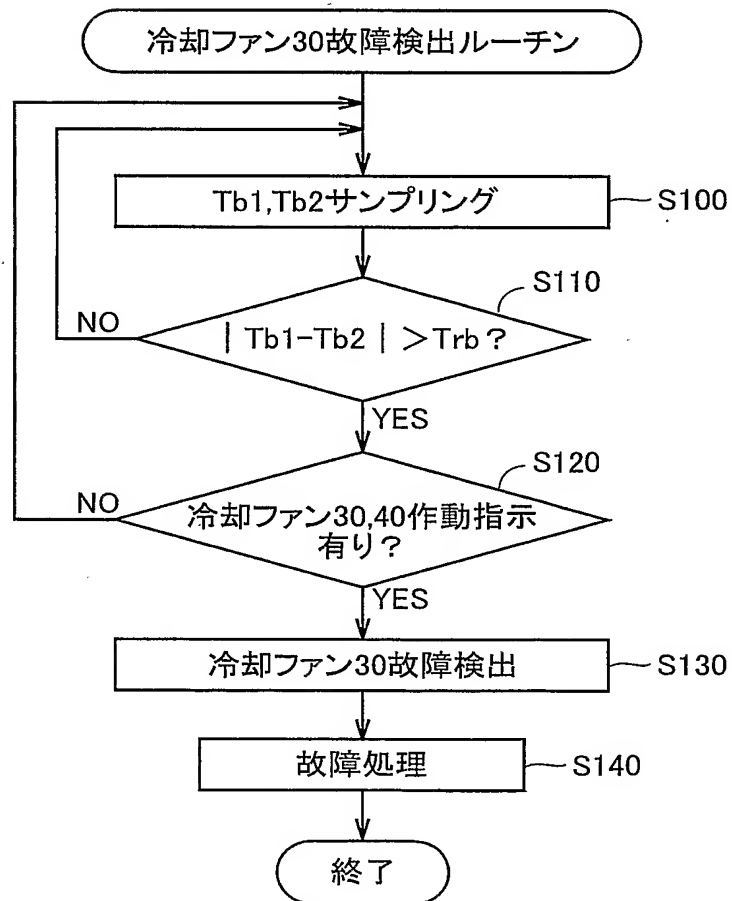 冷却ファン30故障検出ルーチン
Tb1,Tb2サンプリング
S100
S110
NO
| Tb1-Tb2 | >Trb?
YES
S120
NO
冷却ファン30,40作動指示
有り?
YES
冷却ファン30故障検出
S130
故障処理
S140
終了